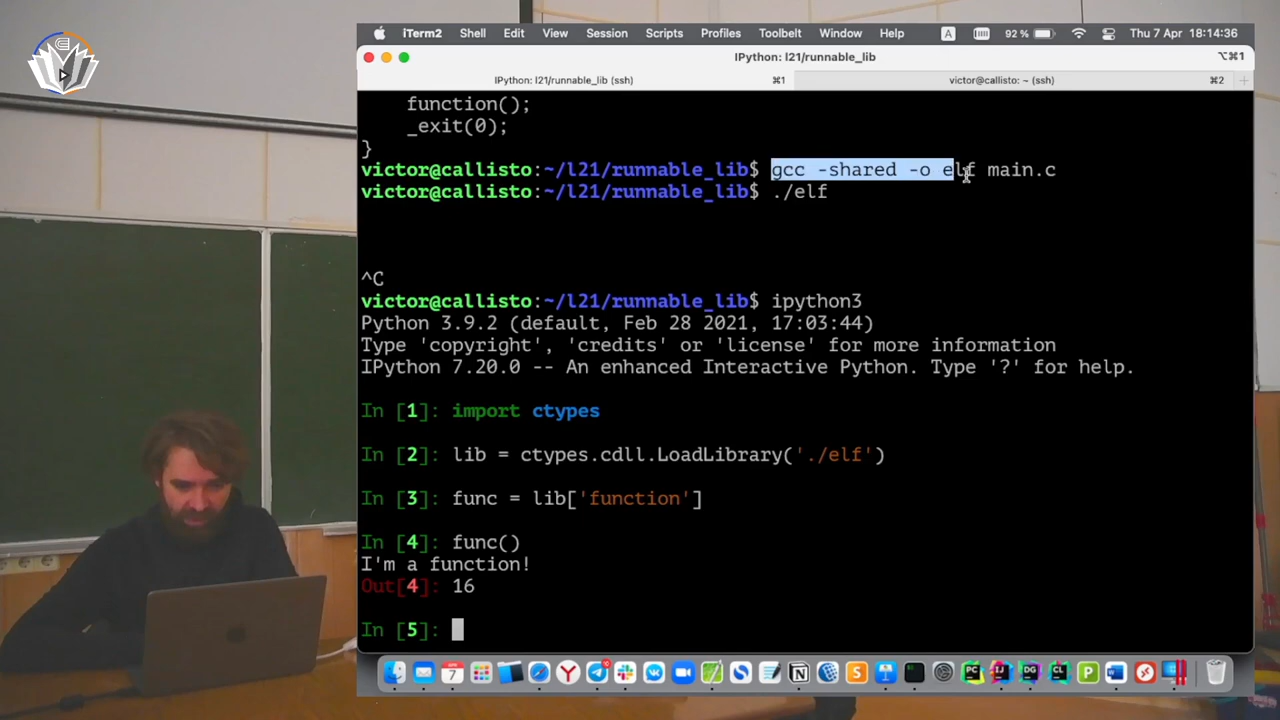 iTerm2 Shell Edit View Session Scripts Profiles Toolbelt Window Help A 92 % Thu 7 Apr 18:14:36
IPython: l21/runnable_lib ⌥⌘1
IPython: l21/runnable_lib (ssh) ⌘1 victor@callisto: ~ (ssh) ⌘2
function();
_exit(0);
}
victor@callisto:~/l21/runnable_lib$ gcc -shared -o elf main.c
victor@callisto:~/l21/runnable_lib$ ./elf
^C
victor@callisto:~/l21/runnable_lib$ ipython3
Python 3.9.2 (default, Feb 28 2021, 17:03:44)
Type 'copyright', 'credits' or 'license' for more information
IPython 7.20.0 -- An enhanced Interactive Python. Type '?' for help.
In [1]: import ctypes
In [2]: lib = ctypes.cdll.LoadLibrary('./elf')
In [3]: func = lib['function']
In [4]: func()
I'm a function!
Out[4]: 16
In [5]: